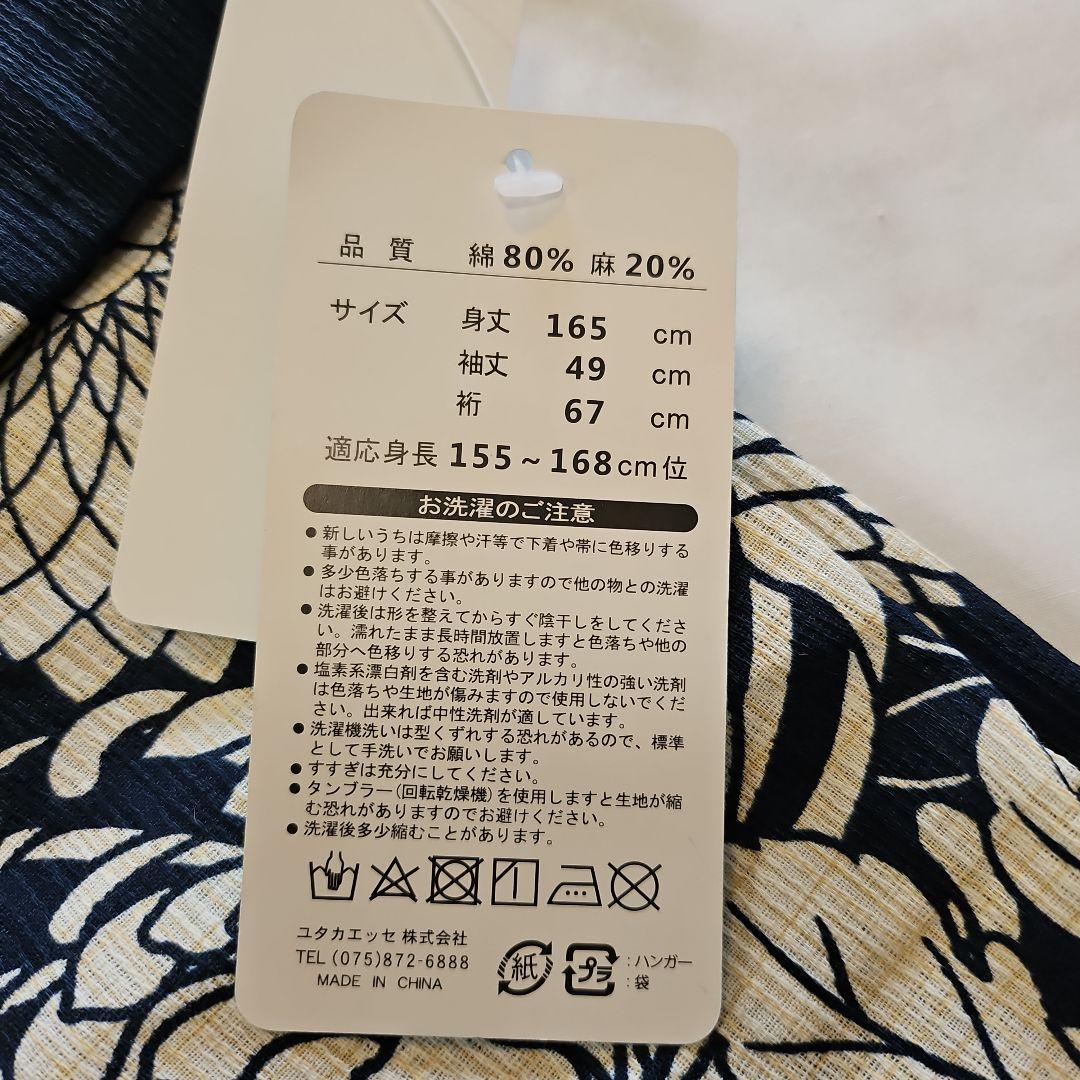 品 質 綿 80% 麻 20%
サイズ 身丈 165 cm
袖丈 49 cm
裄 67 cm
適応身長 155～168cm位
お洗濯のご注意
●新しいうちは摩擦や汗等で下着や帯に色移りする
事があります。
●多少色落ちする事がありますので他の物との洗濯
はお避けください。
●洗濯後は形を整えてからすぐ陰干しをしてくださ
い。濡れたまま長時間放置しますと色落ちや他の
部分へ色移りする恐れがあります。
●塩素系漂白剤を含む洗剤やアルカリ性の強い洗剤
は色落ちや生地が傷みますので使用しないでくだ
さい。出来れば中性洗剤が適しています。
●洗濯機洗いは型くずれする恐れがあるので、標準
として手洗いでお願いします。
●すすぎは充分にしてください。
●タンブラー(回転乾燥機)を使用しますと生地が縮
む恐れがありますのでお避けください。
●洗濯後多少縮むことがあります。
ユタカエッセ 株式会社
TEL (075)872-6888
MADE IN CHINA
紙 プラ :ハンガー
:袋